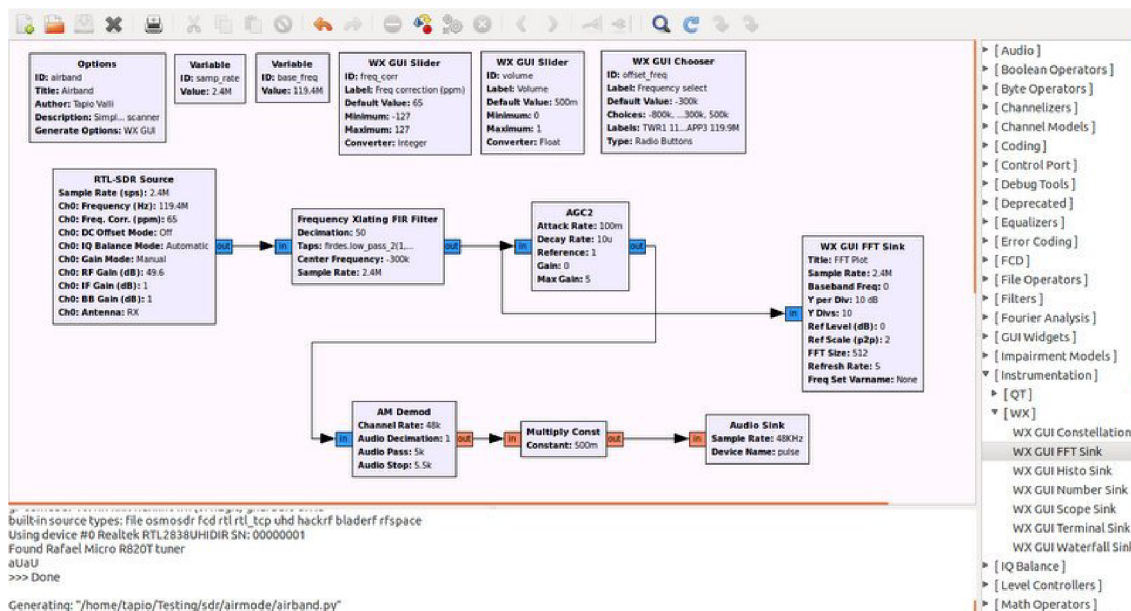 Options
ID: airband
Title: Airband
Author: Tapio Valli
Description: Simpl... scanner
Generate Options: WX GUI
Variable
ID: samp_rate
Value: 2.4M
Variable
ID: base_freq
Value: 119.4M
WX GUI Slider
ID: freq_corr
Label: Freq correction (ppm)
Default Value: 65
Minimum: -127
Maximum: 127
Converter: Integer
WX GUI Slider
ID: volume
Label: Volume
Default Value: 500m
Minimum: 0
Maximum: 1
Converter: Float
WX GUI Chooser
ID: offset_freq
Label: Frequency select
Default Value: -300k
Choices: -800k, ...300k, 500k
Labels: TWR1 11...APP3 119.9M
Type: Radio Buttons
RTL-SDR Source
Sample Rate (sps): 2.4M
Ch0: Frequency (Hz): 119.4M
Ch0: Freq. Corr. (ppm): 65
Ch0: DC Offset Mode: Off
Ch0: IQ Balance Mode: Automatic
Ch0: Gain Mode: Manual
Ch0: RF Gain (dB): 49.6
Ch0: IF Gain (dB): 1
Ch0: BB Gain (dB): 1
Ch0: Antenna: RX
out
in
Frequency Xlating FIR Filter
Decimation: 50
Taps: firdes.low_pass_2(1,...
Center Frequency: -300k
Sample Rate: 2.4M
out
in
AGC2
Attack Rate: 100m
Decay Rate: 10u
Reference: 1
Gain: 0
Max Gain: 5
out
in
WX GUI FFT Sink
Title: FFT Plot
Sample Rate: 2.4M
Baseband Freq: 0
Y per Div: 10 dB
Y Divs: 10
Ref Level (dB): 0
Ref Scale (p2p): 2
FFT Size: 512
Refresh Rate: 5
Freq Set Varname: None
in
AM Demod
Channel Rate: 48k
Audio Decimation: 1
Audio Pass: 5k
Audio Stop: 5.5k
out
in
Multiply Const
Constant: 500m
out
in
Audio Sink
Sample Rate: 48KHz
Device Name: pulse
[ Audio ]
[ Boolean Operators ]
[ Byte Operators ]
[ Channelizers ]
[ Channel Models ]
[ Coding ]
[ Control Port ]
[ Debug Tools ]
[ Deprecated ]
[ Equalizers ]
[ Error Coding ]
[ FCD ]
[ File Operators ]
[ Filters ]
[ Fourier Analysis ]
[ GUI Widgets ]
[ Impairment Models ]
[ Instrumentation ]
[ QT ]
[ WX ]
WX GUI Constellation
WX GUI FFT Sink
WX GUI Histo Sink
WX GUI Number Sink
WX GUI Scope Sink
WX GUI Terminal Sink
WX GUI Waterfall Sink
[ IQ Balance ]
[ Level Controllers ]
[ Math Operators ]
built-in source types: file osmosdr fcd rtl rtl_tcp uhd hackrf bladerf rfspace
Using device #0 Realtek RTL2838UHIDIR SN: 00000001
Found Rafael Micro R820T tuner
aUaU
>>> Done
Generating: "/home/tapio/Testing/sdr/airmode/airband.py"